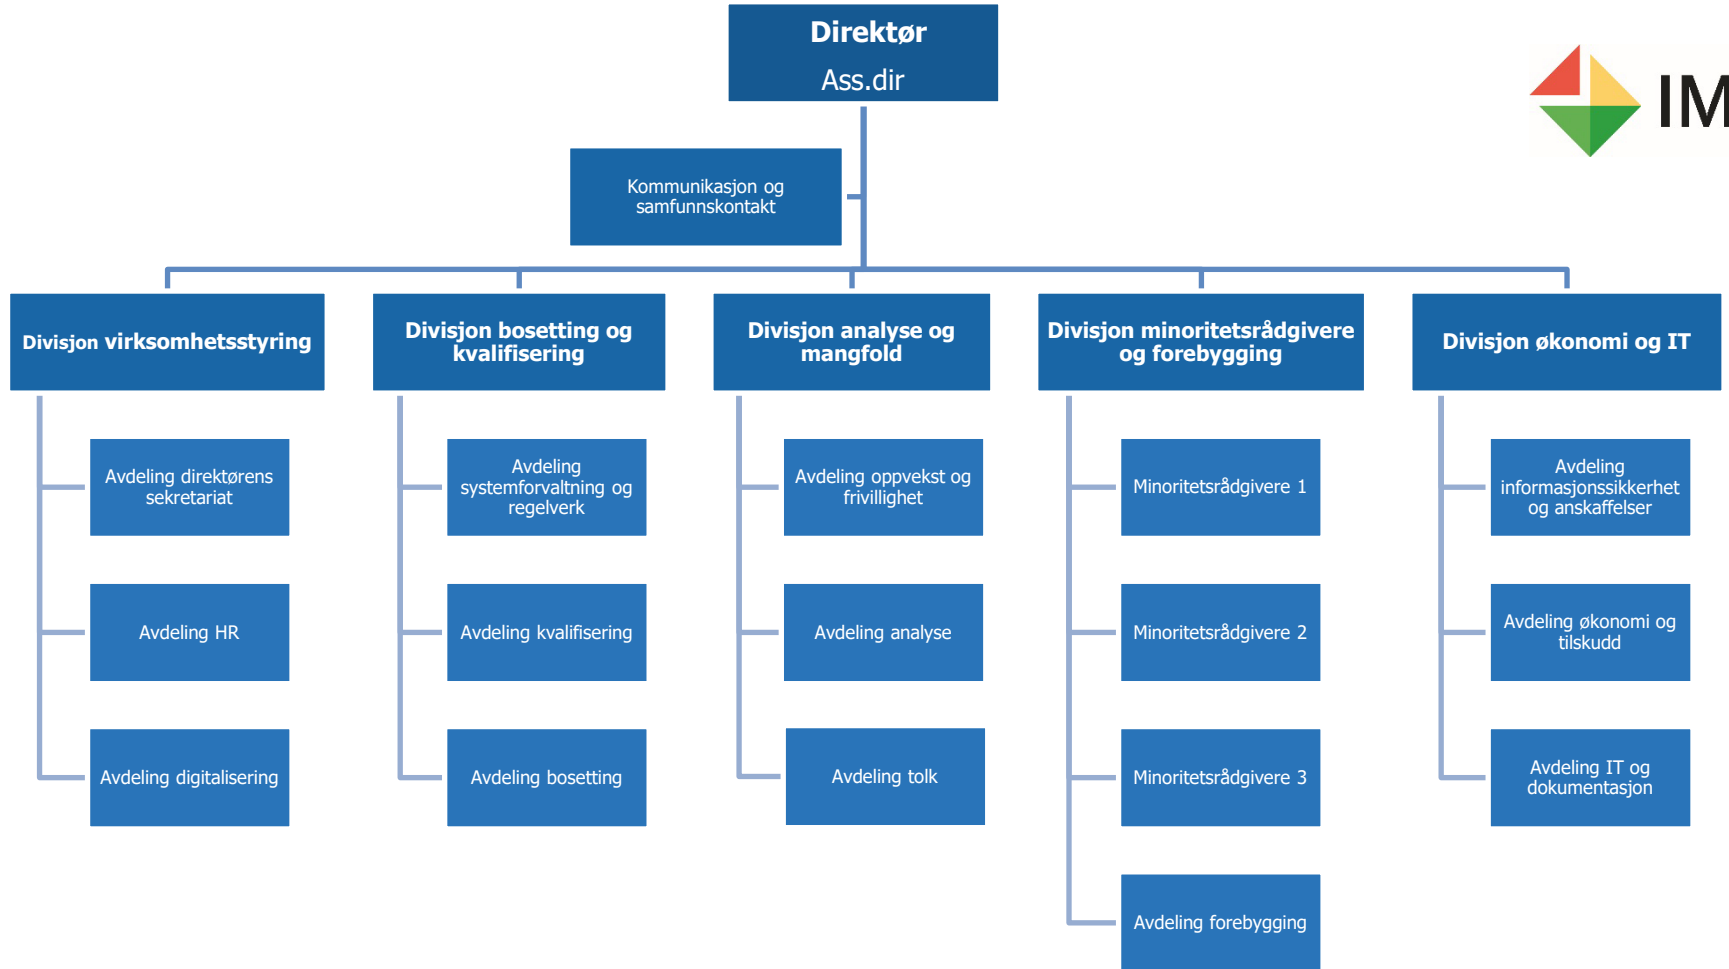 Direktør
Ass.dir
IM
Kommunikasjon og
samfunnskontakt
Divisjon virksomhetsstyring
Divisjon bosetting og
kvalifisering
Divisjon analyse og
mangfold
Divisjon minoritetsrådgivere
og forebygging
Divisjon økonomi og IT
Avdeling direktørens
sekretariat
Avdeling HR
Avdeling digitalisering
Avdeling
systemforvaltning og
regelverk
Avdeling kvalifisering
Avdeling bosetting
Avdeling oppvekst og
frivillighet
Avdeling analyse
Avdeling tolk
Minoritetsrådgivere 1
Minoritetsrådgivere 2
Minoritetsrådgivere 3
Avdeling forebygging
Avdeling
informasjonssikkerhet
og anskaffelser
Avdeling økonomi og
tilskudd
Avdeling IT og
dokumentasjon